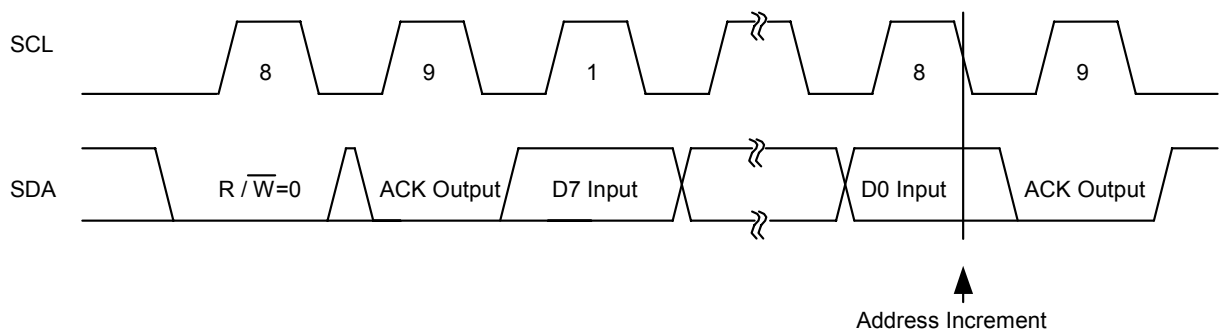 SCL
8 9 1 8 9
SDA
R / W=0 ACK Output D7 Input D0 Input ACK Output
Address Increment